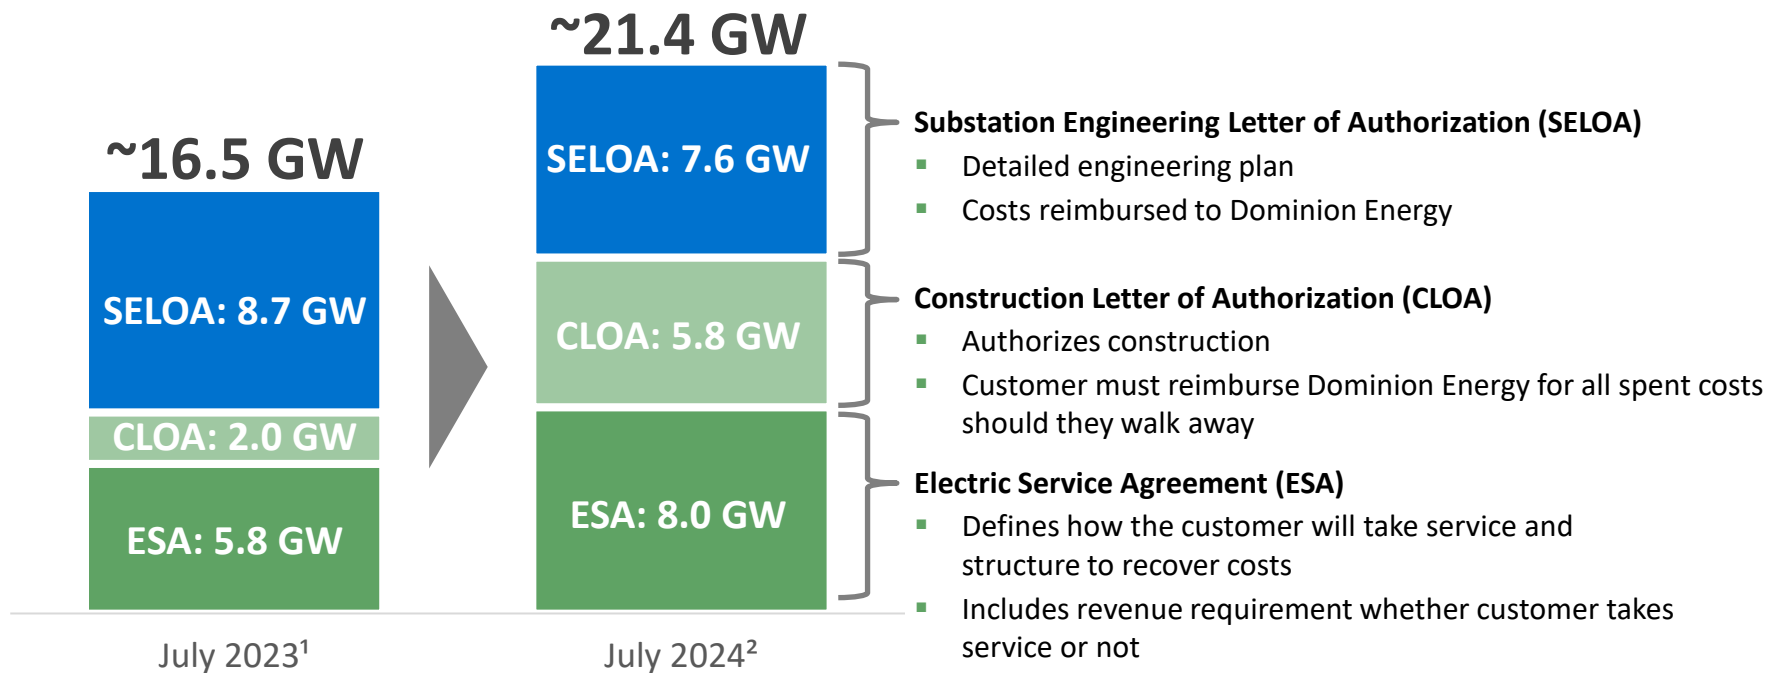 ~16.5 GW
SELOA: 8.7 GW
CLOA: 2.0 GW
ESA: 5.8 GW
July 2023¹
~21.4 GW
SELOA: 7.6 GW
CLOA: 5.8 GW
ESA: 8.0 GW
July 2024²
Substation Engineering Letter of Authorization (SELOA)
▪ Detailed engineering plan
▪ Costs reimbursed to Dominion Energy
Construction Letter of Authorization (CLOA)
▪ Authorizes construction
▪ Customer must reimburse Dominion Energy for all spent costs
should they walk away
Electric Service Agreement (ESA)
▪ Defines how the customer will take service and
structure to recover costs
▪ Includes revenue requirement whether customer takes
service or not